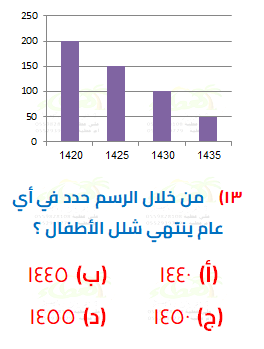 250
200
150
100
50
0
1420 1425 1430 1435
١٣) من خلال الرسم حدد في أي
عام ينتهي شلل الأطفال ؟
(أ) ١٤٤٠ (ب) ١٤٤٥
(ج) ١٤٥٠ (د) ١٤٥٥